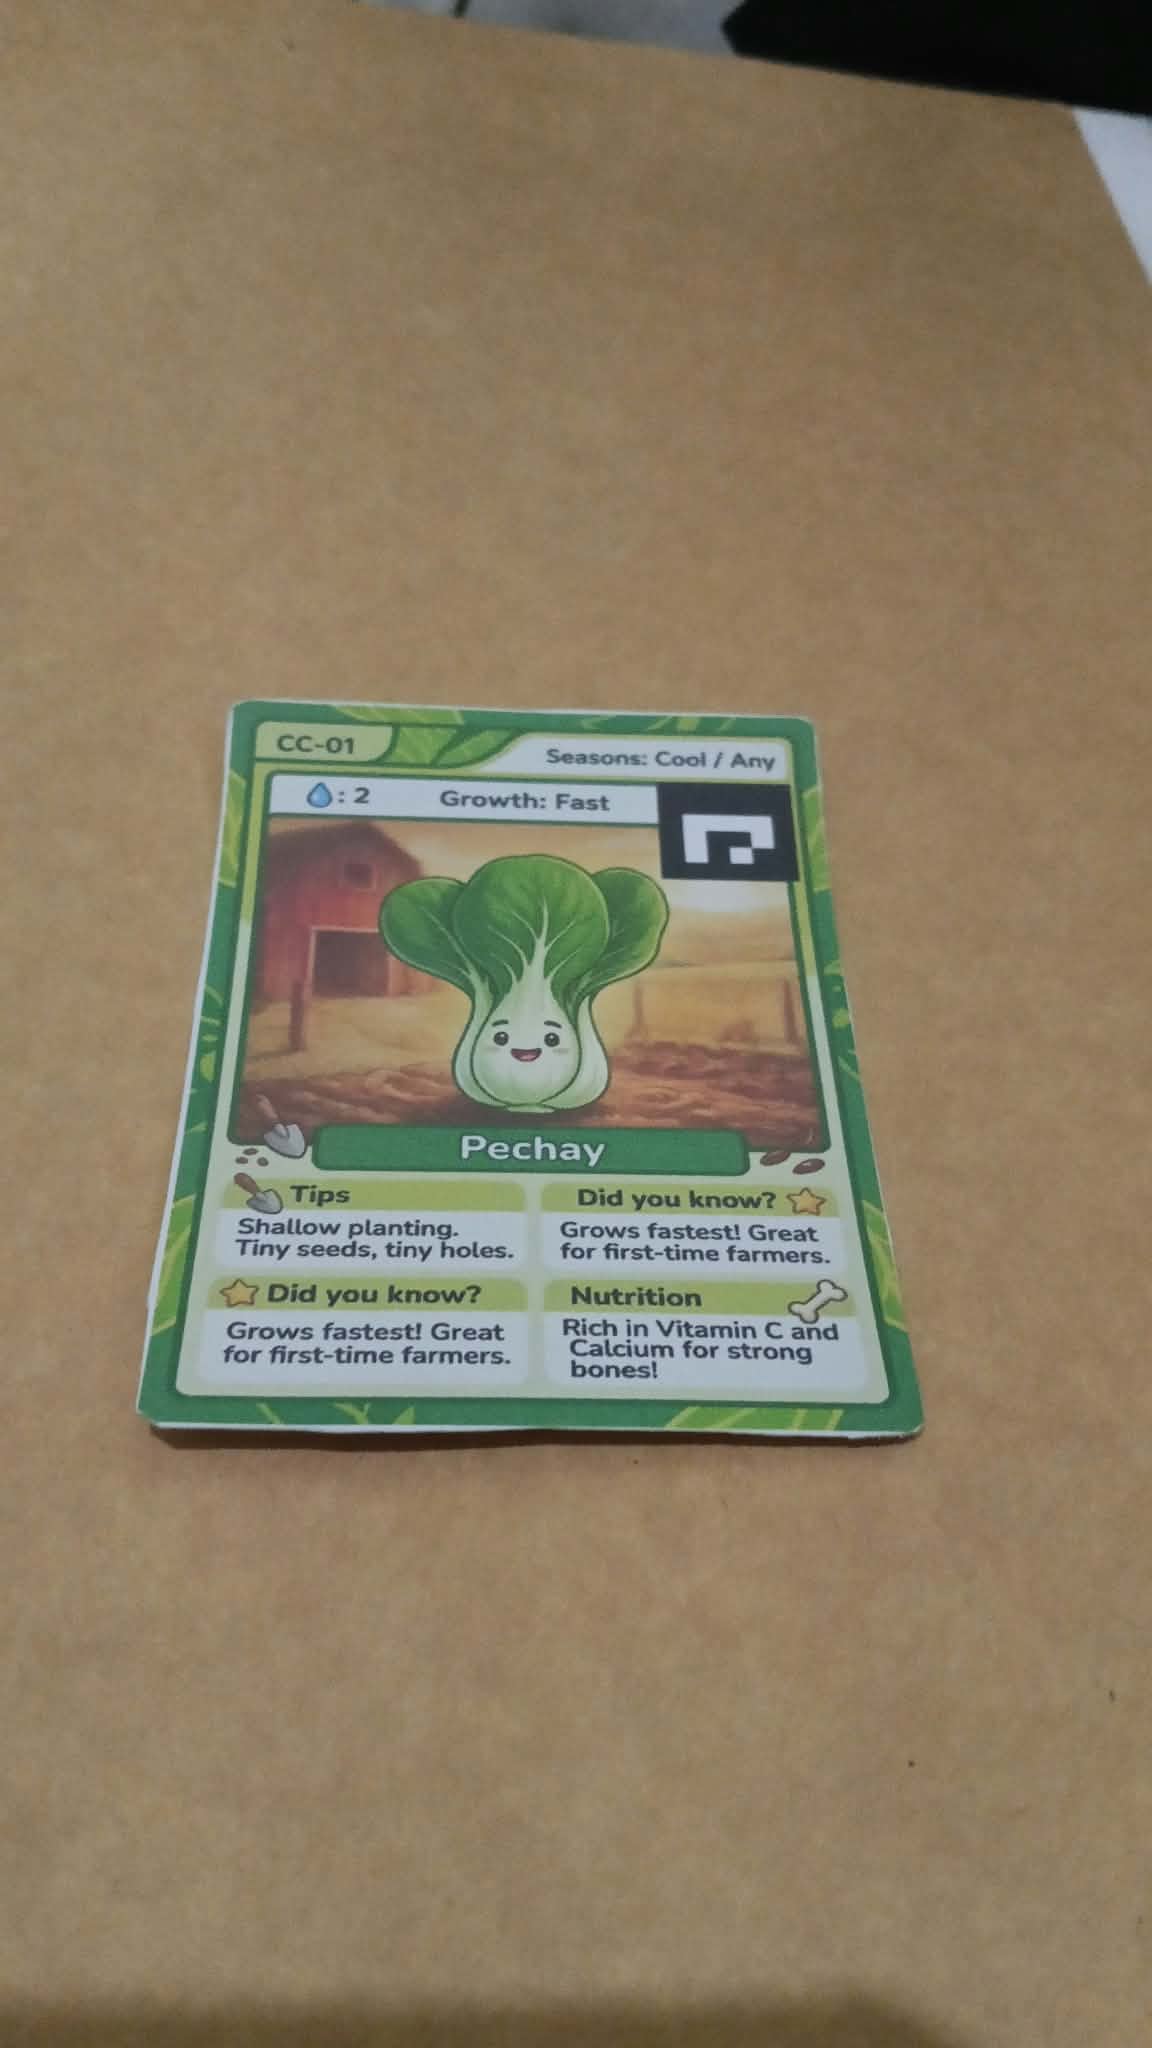 CC-01
Seasons: Cool / Any
: 2
Growth: Fast
Pechay
Tips
Shallow planting.
Tiny seeds, tiny holes.
Did you know?
Grows fastest! Great
for first-time farmers.
Did you know?
Grows fastest! Great
for first-time farmers.
Nutrition
Rich in Vitamin C and
Calcium for strong
bones!